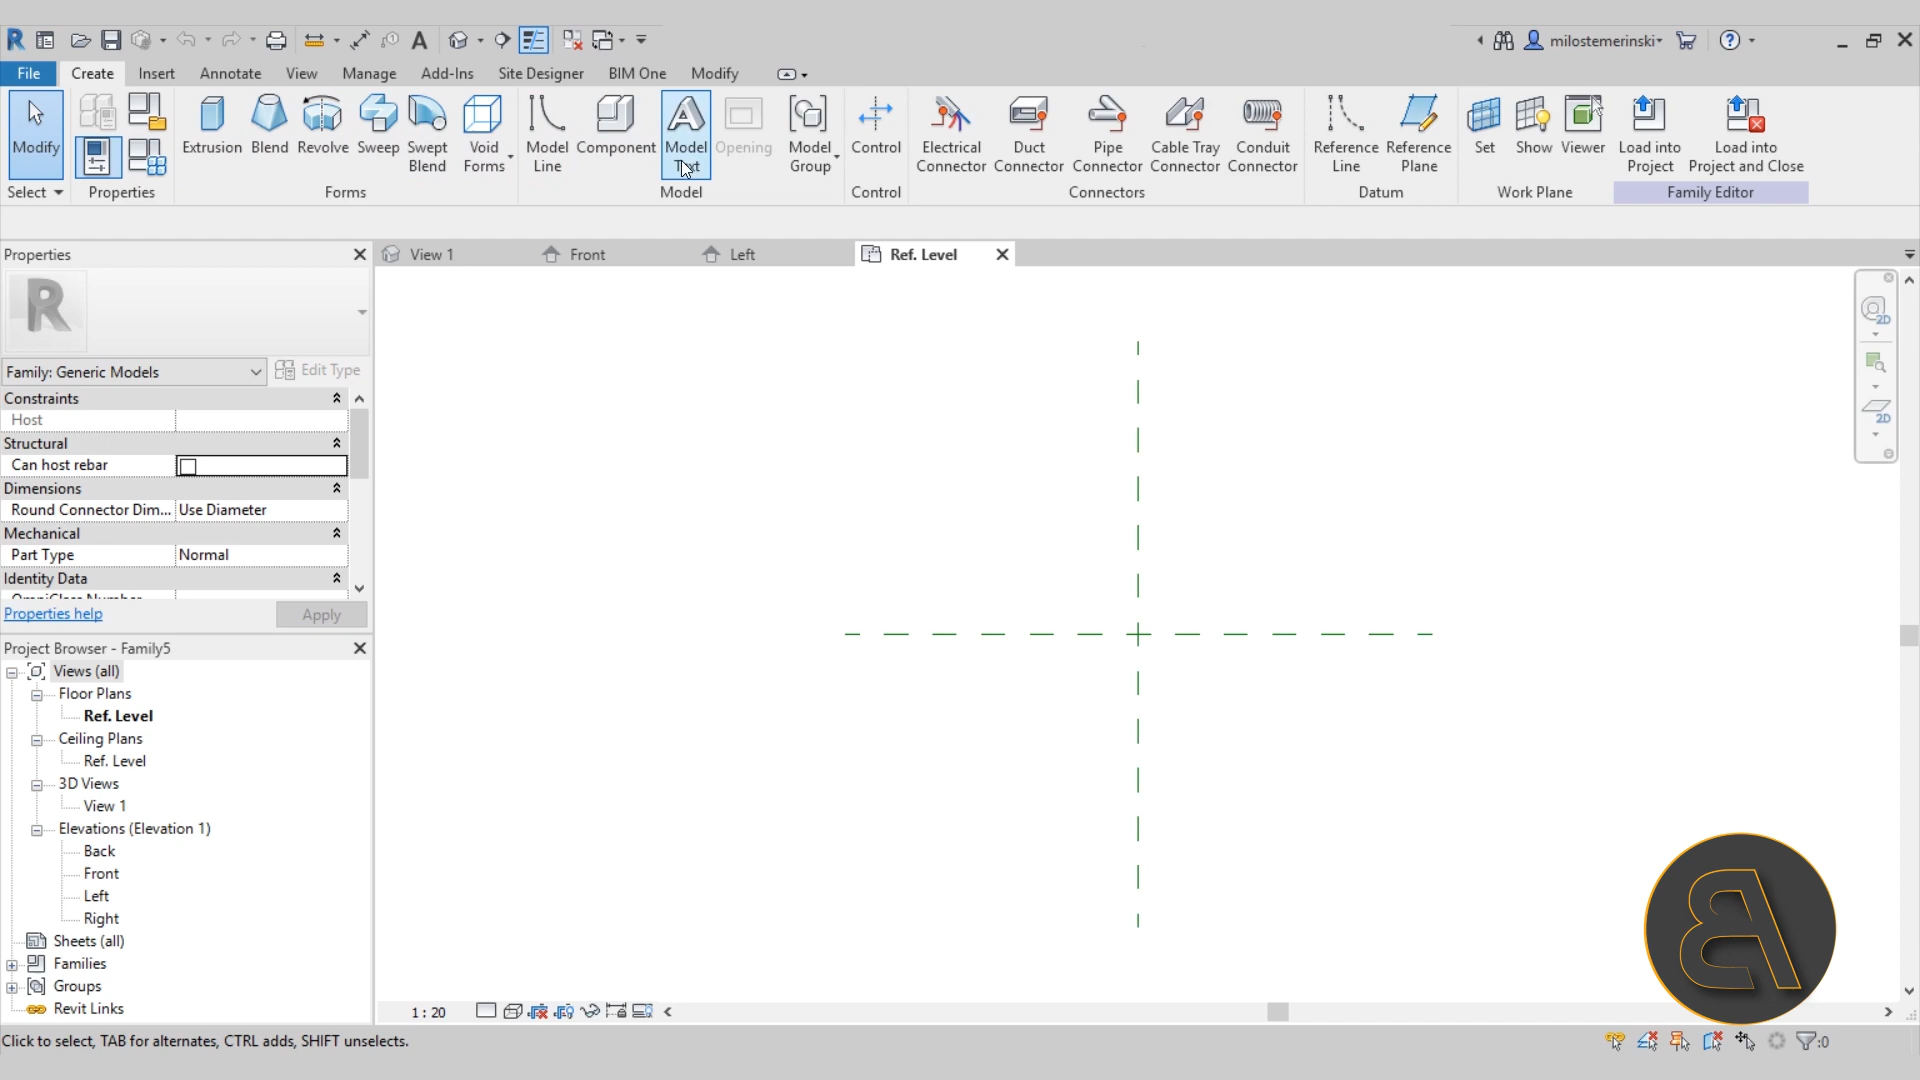 milostemerinski
File Create Insert Annotate View Manage Add-Ins Site Designer BIM One Modify
Modify Extrusion Blend Revolve Sweep Swept Blend Void Forms Model Line Component Model Text Opening Model Group Control Electrical Connector Duct Connector Pipe Connector Cable Tray Connector Conduit Connector Reference Line Reference Plane Set Show Viewer Load into Project Load into Project and Close
Select Properties Forms Model Control Connectors Datum Work Plane Family Editor
Properties View 1 Front Left Ref. Level
Family: Generic Models Edit Type
Constraints
Host
Structural
Can host rebar
Dimensions
Round Connector Dim... Use Diameter
Mechanical
Part Type Normal
Identity Data
OmniClass Number
Properties help Apply
Project Browser - Family5
Views (all)
Floor Plans
Ref. Level
Ceiling Plans
Ref. Level
3D Views
View 1
Elevations (Elevation 1)
Back
Front
Left
Right
Sheets (all)
Families
Groups
Revit Links
1 : 20
Click to select, TAB for alternates, CTRL adds, SHIFT unselects. :0
2D
2D